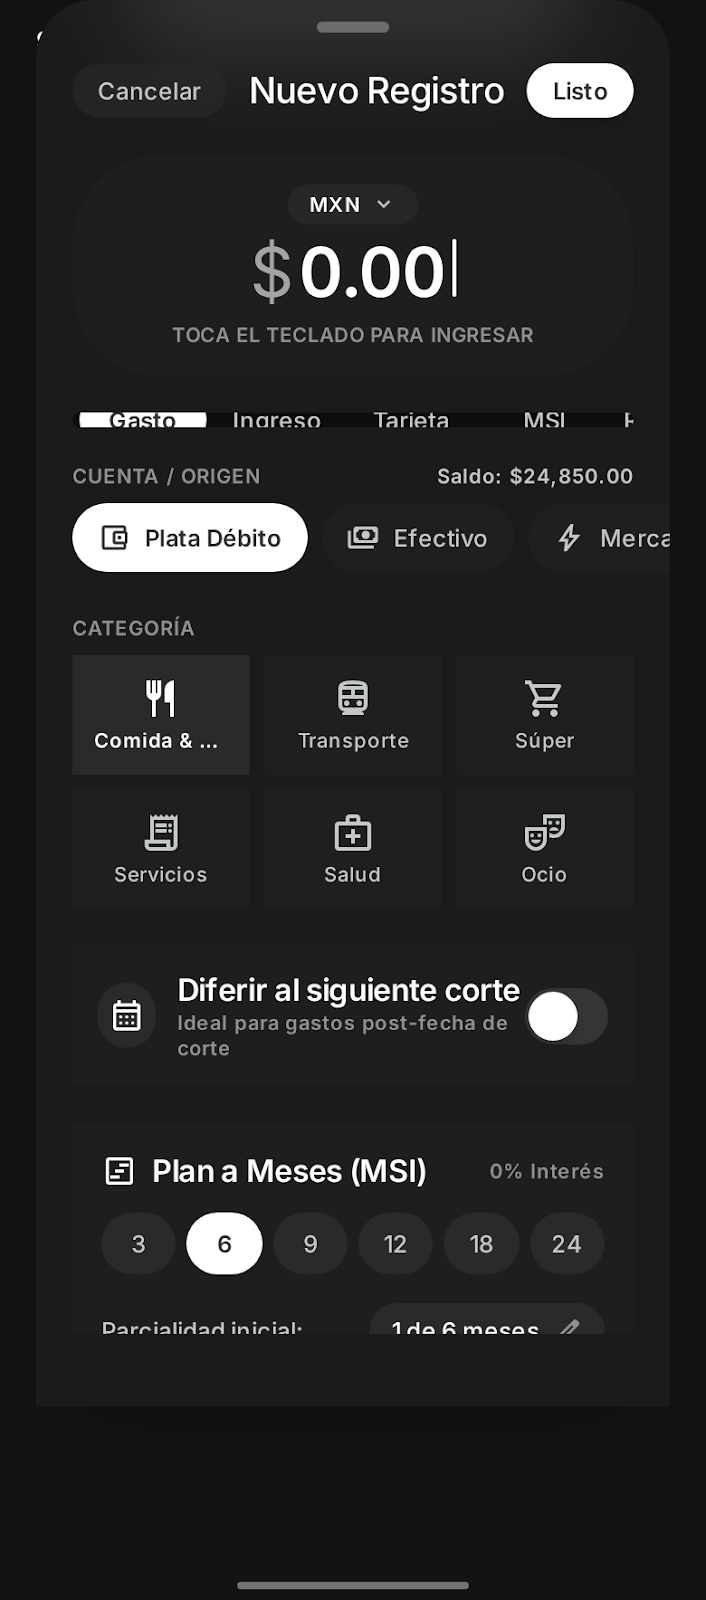 Cancelar
Nuevo Registro
Listo
MXN
$0.00
TOCA EL TECLADO PARA INGRESAR
Gasto
Ingreso
Tarjeta
MSI
CUENTA / ORIGEN
Saldo: $24,850.00
Plata Débito
Efectivo
Merca
CATEGORÍA
Comida & ...
Transporte
Súper
Servicios
Salud
Ocio
Diferir al siguiente corte
Ideal para gastos post-fecha de
corte
Plan a Meses (MSI)
0% Interés
3
6
9
12
18
24
Parcialidad inicial:
1 de 6 meses